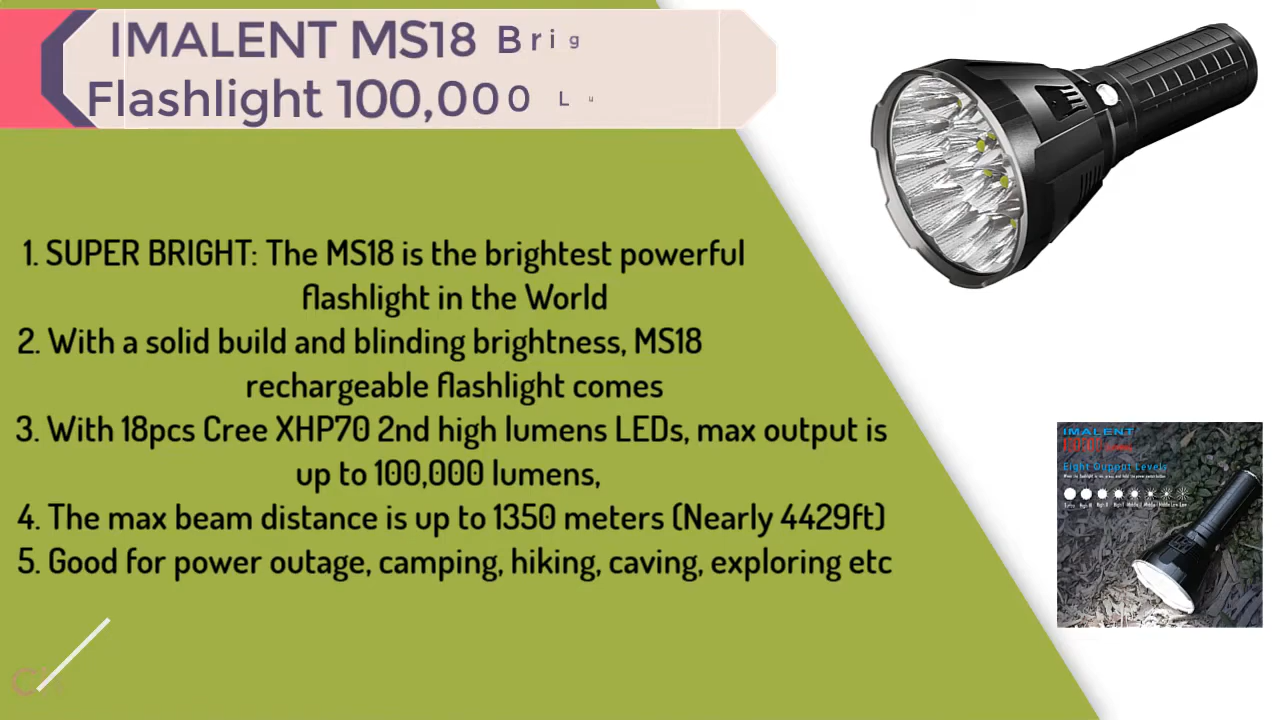 IMALENT MS18 Brig
Flashlight 100,000 Lu
1. SUPER BRIGHT: The MS18 is the brightest powerful
flashlight in the World
2. With a solid build and blinding brightness, MS18
rechargeable flashlight comes
3. With 18pcs Cree XHP70 2nd high lumens LEDs, max output is
up to 100,000 lumens,
4. The max beam distance is up to 1350 meters (Nearly 4429ft)
5. Good for power outage, camping, hiking, caving, exploring etc
IMALENT
Eight Output Levels